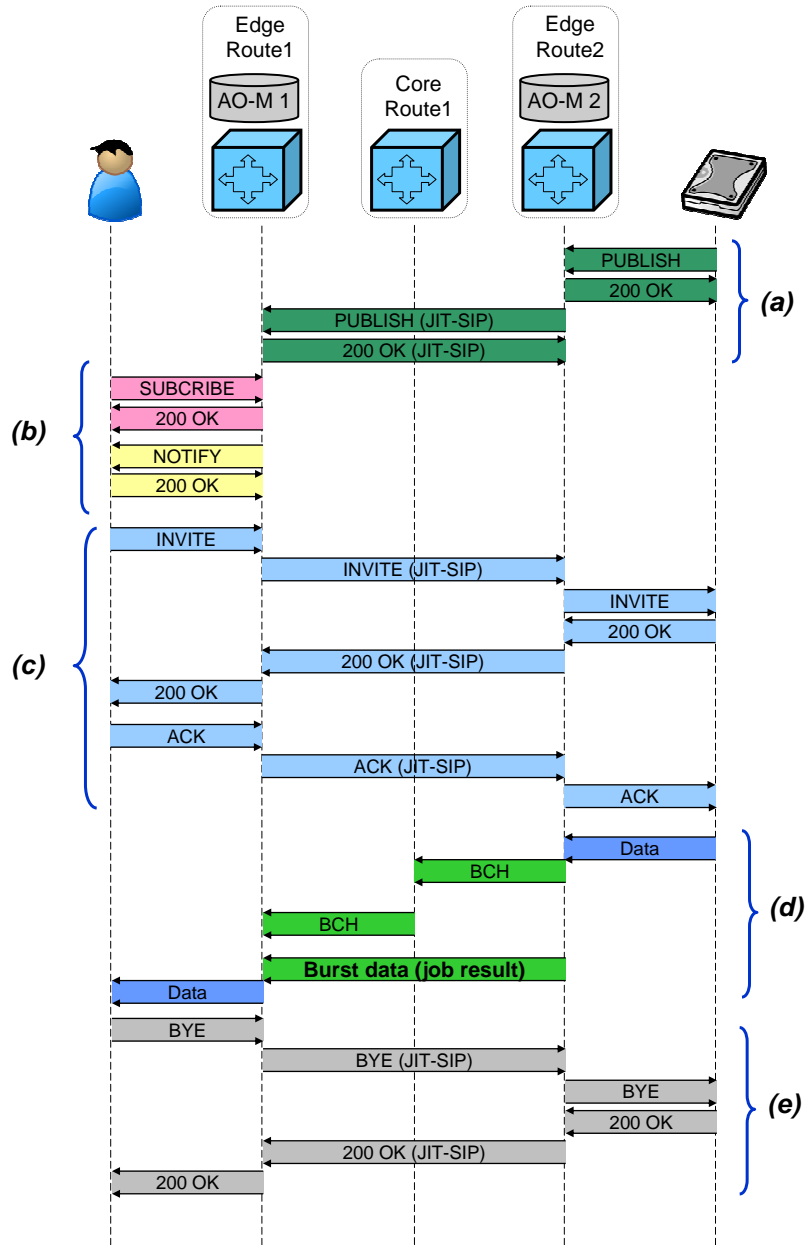 Edge
Route1
AO-M 1
Core
Route1
Edge
Route2
AO-M 2
PUBLISH
200 OK
PUBLISH (JIT-SIP)
200 OK (JIT-SIP)
(a)
SUBCRIBE
200 OK
NOTIFY
200 OK
(b)
INVITE
INVITE (JIT-SIP)
INVITE
200 OK
200 OK (JIT-SIP)
200 OK
ACK
ACK (JIT-SIP)
ACK
(c)
Data
BCH
BCH
Burst data (job result)
Data
(d)
BYE
BYE (JIT-SIP)
BYE
200 OK
200 OK (JIT-SIP)
200 OK
(e)